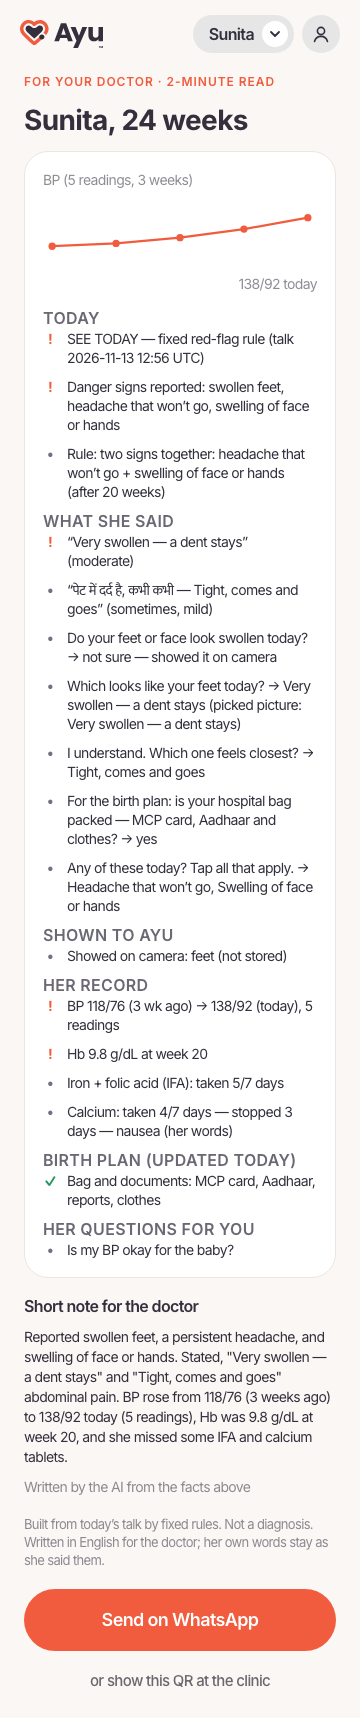 Ayu
Sunita
FOR YOUR DOCTOR · 2-MINUTE READ
Sunita, 24 weeks
BP (5 readings, 3 weeks)
138/92 today
TODAY
! SEE TODAY — fixed red-flag rule (talk
2026-11-13 12:56 UTC)
! Danger signs reported: swollen feet,
headache that won’t go, swelling of face
or hands
• Rule: two signs together: headache that
won’t go + swelling of face or hands
(after 20 weeks)
WHAT SHE SAID
! “Very swollen — a dent stays”
(moderate)
• “पेट में दर्द है, कभी कभी — Tight, comes and
goes” (sometimes, mild)
• Do your feet or face look swollen today?
→ not sure — showed it on camera
• Which looks like your feet today? → Very
swollen — a dent stays (picked picture:
Very swollen — a dent stays)
• I understand. Which one feels closest? →
Tight, comes and goes
• For the birth plan: is your hospital bag
packed — MCP card, Aadhaar and
clothes? → yes
• Any of these today? Tap all that apply. →
Headache that won’t go, Swelling of face
or hands
SHOWN TO AYU
• Showed on camera: feet (not stored)
HER RECORD
! BP 118/76 (3 wk ago) → 138/92 (today), 5
readings
! Hb 9.8 g/dL at week 20
• Iron + folic acid (IFA): taken 5/7 days
• Calcium: taken 4/7 days — stopped 3
days — nausea (her words)
BIRTH PLAN (UPDATED TODAY)
✓ Bag and documents: MCP card, Aadhaar,
reports, clothes
HER QUESTIONS FOR YOU
• Is my BP okay for the baby?
Short note for the doctor
Reported swollen feet, a persistent headache, and
swelling of face or hands. Stated, "Very swollen —
a dent stays" and "Tight, comes and goes"
abdominal pain. BP rose from 118/76 (3 weeks ago)
to 138/92 today (5 readings), Hb was 9.8 g/dL at
week 20, and she missed some IFA and calcium
tablets.
Written by the AI from the facts above
Built from today’s talk by fixed rules. Not a diagnosis.
Written in English for the doctor; her own words stay as
she said them.
Send on WhatsApp
or show this QR at the clinic